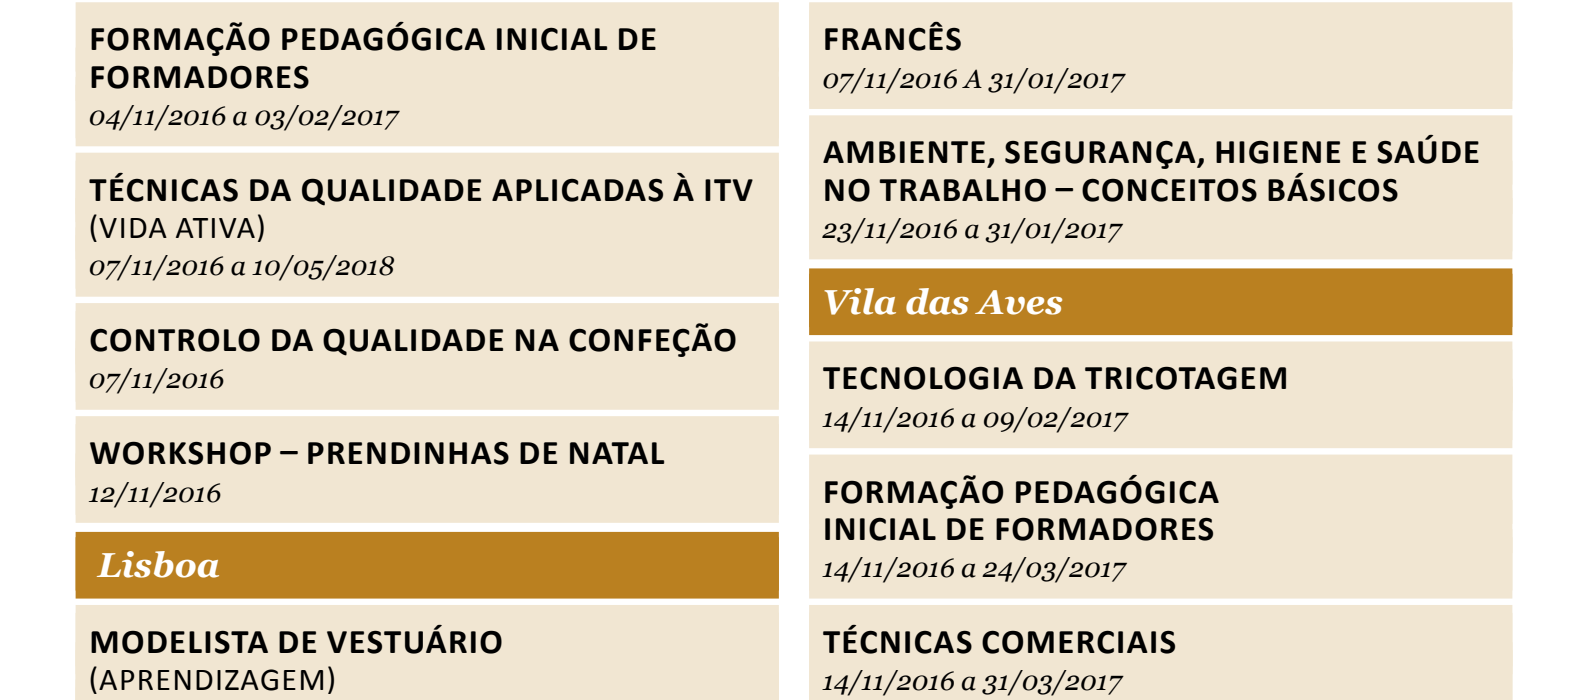 FORMAÇÃO PEDAGÓGICA INICIAL DE
FORMADORES
04/11/2016 a 03/02/2017
TÉCNICAS DA QUALIDADE APLICADAS À ITV
(VIDA ATIVA)
07/11/2016 a 10/05/2018
CONTROLO DA QUALIDADE NA CONFEÇÃO
07/11/2016
WORKSHOP – PRENDINHAS DE NATAL
12/11/2016
Lisboa
MODELISTA DE VESTUÁRIO
(APRENDIZAGEM)
FRANCÊS
07/11/2016 A 31/01/2017
AMBIENTE, SEGURANÇA, HIGIENE E SAÚDE
NO TRABALHO – CONCEITOS BÁSICOS
23/11/2016 a 31/01/2017
Vila das Aves
TECNOLOGIA DA TRICOTAGEM
14/11/2016 a 09/02/2017
FORMAÇÃO PEDAGÓGICA
INICIAL DE FORMADORES
14/11/2016 a 24/03/2017
TÉCNICAS COMERCIAIS
14/11/2016 a 31/03/2017